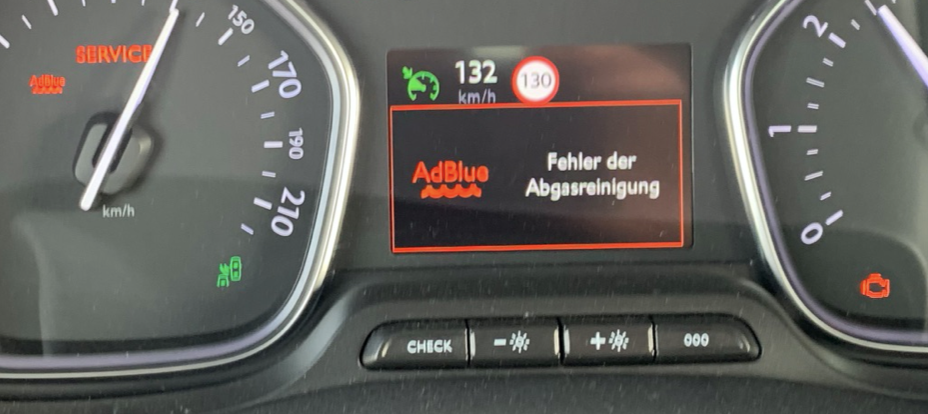 150
170
190
210
SERVICE
AdBlue
km/h
132
km/h
130
AdBlue
Fehler der
Abgasreinigung
2
1
0
CHECK
-
+
000